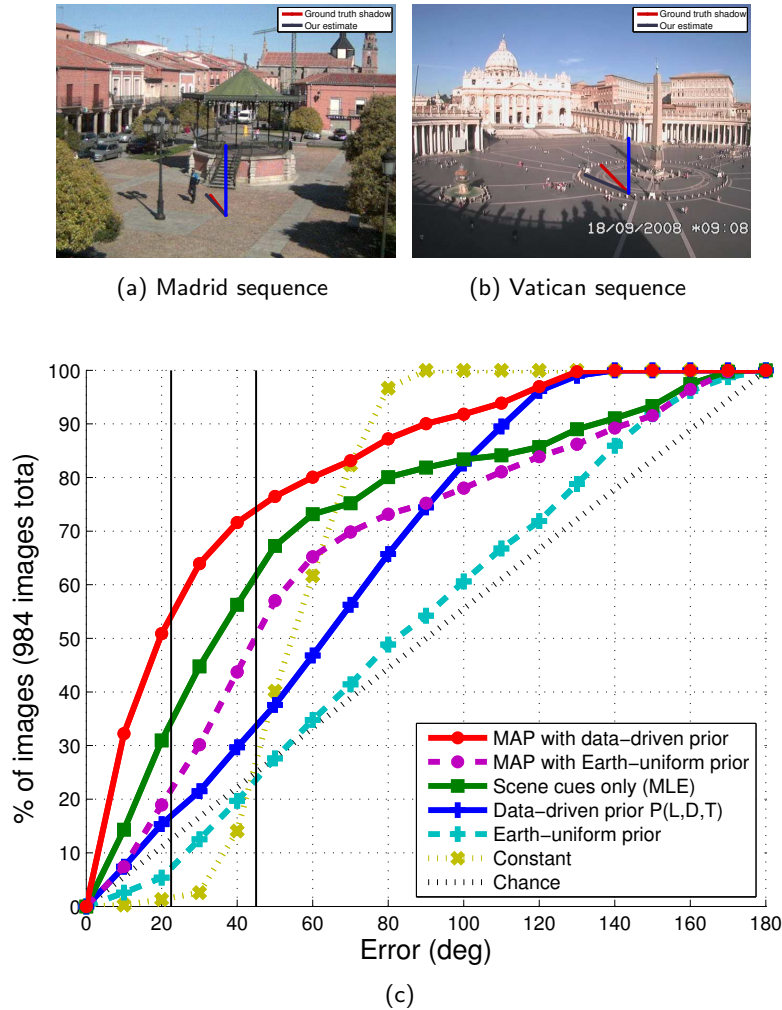 Ground truth shadow
Our estimate
Ground truth shadow
Our estimate
18/09/2008 *09:08
(a) Madrid sequence
(b) Vatican sequence
% of images (984 images tota)
100
90
80
70
60
50
40
30
20
10
0
0 20 40 60 80 100 120 140 160 180
Error (deg)
MAP with data−driven prior
MAP with Earth−uniform prior
Scene cues only (MLE)
Data−driven prior P(L,D,T)
Earth−uniform prior
Constant
Chance
(c)